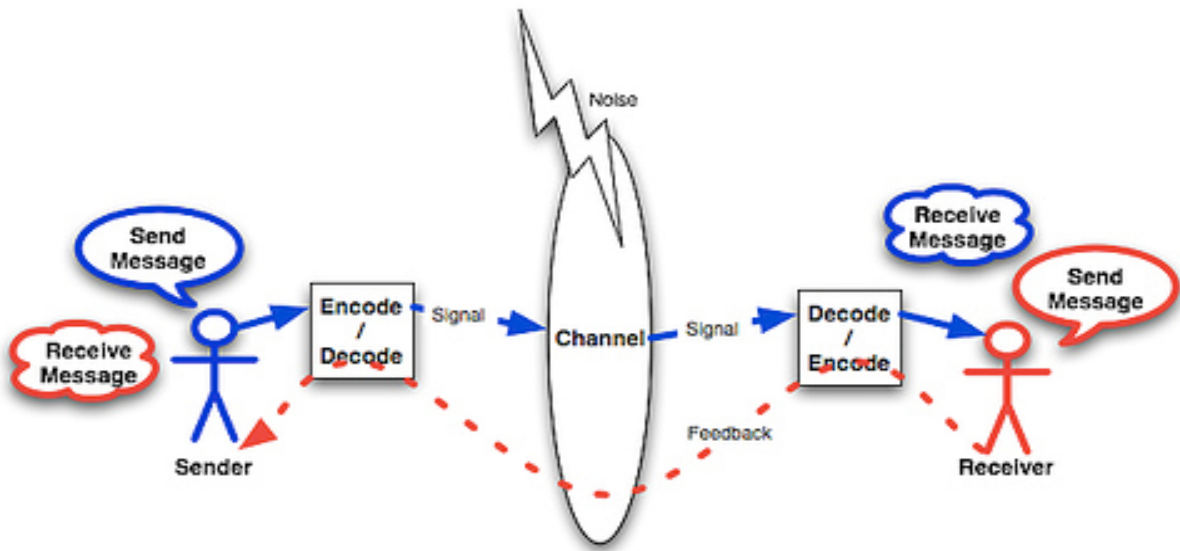 Noise
Send
Message
Receive
Message
Receive
Message
Send
Message
Encode
/
Decode
Signal
Channel
Signal
Decode
/
Encode
Feedback
Sender
Receiver